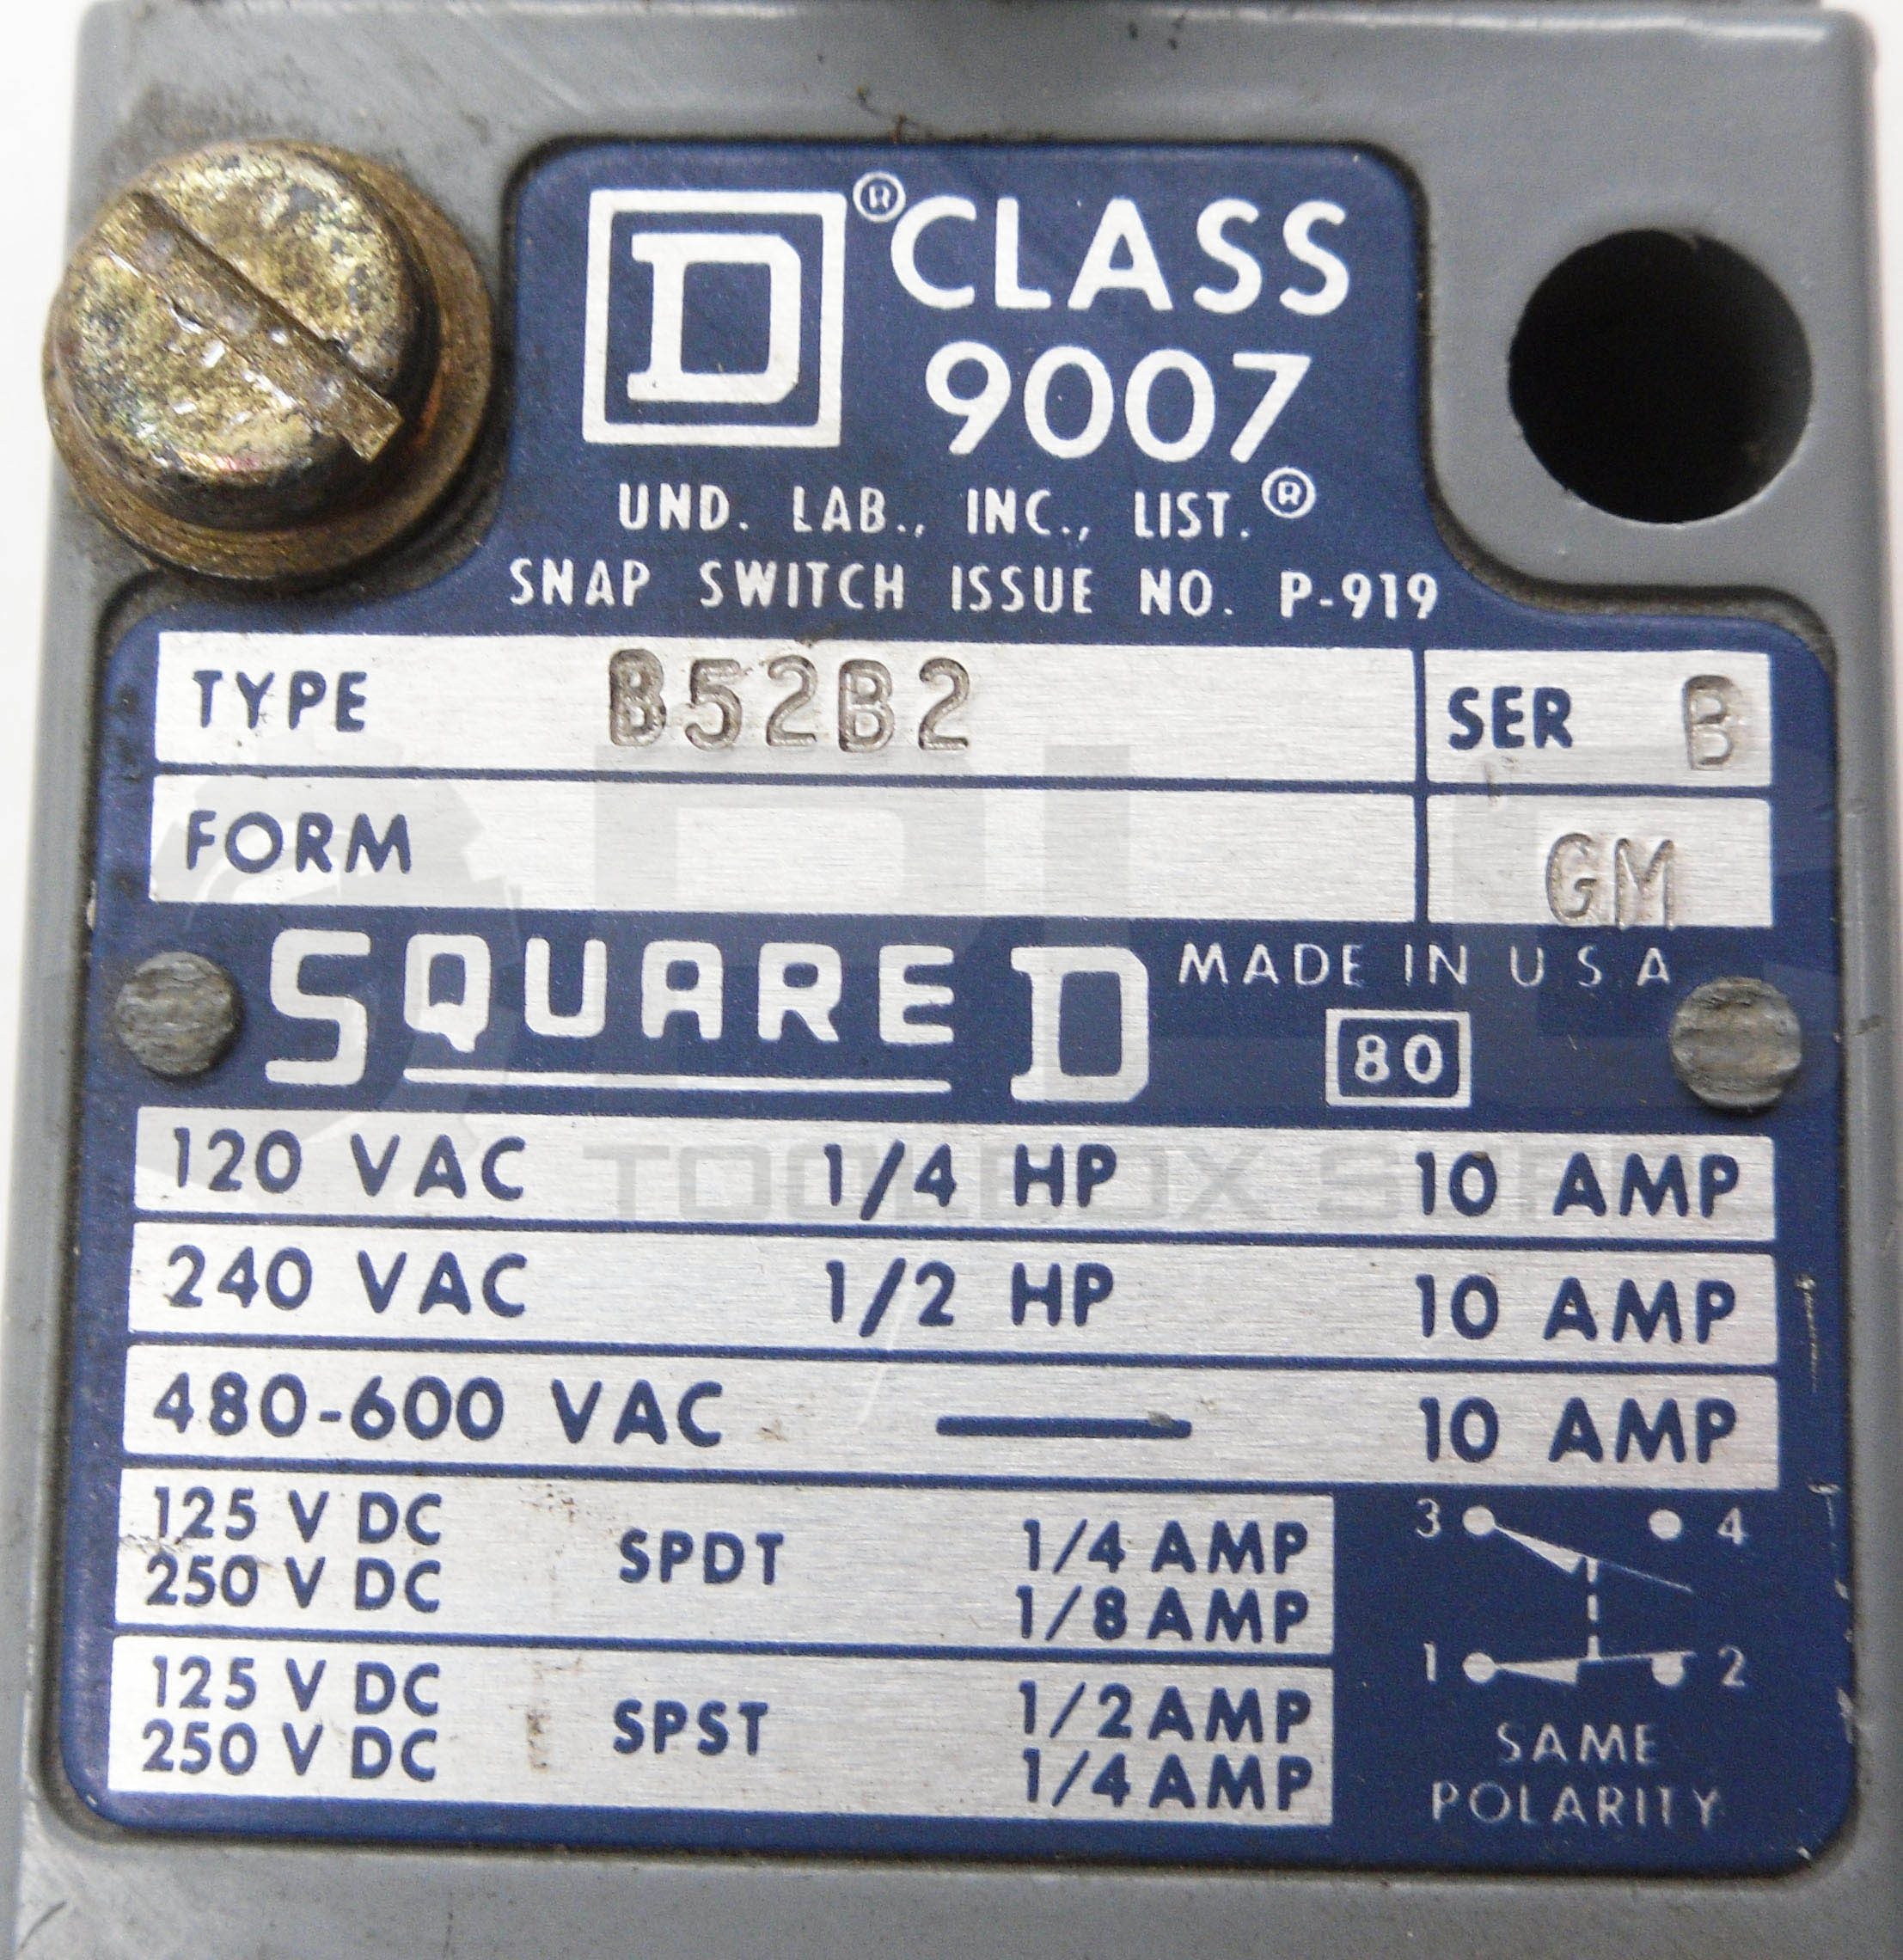 D® CLASS
9007
UND. LAB., INC., LIST.®
SNAP SWITCH ISSUE NO. P-919
TYPE B52B2 SER B
FORM GM
SQUARE D MADE IN U.S.A
80
120 VAC 1/4 HP 10 AMP
TOOLBOX
240 VAC 1/2 HP 10 AMP
480-600 VAC — 10 AMP
125 V DC SPDT 1/4 AMP
250 V DC 1/8 AMP
3 4
125 V DC SPST 1/2 AMP
250 V DC 1/4 AMP
1 2
SAME
POLARITY